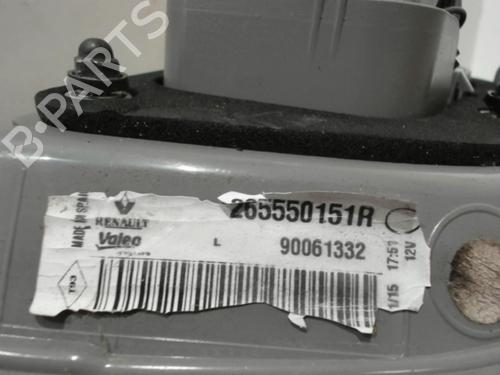 B-PARTS
MADE IN SPAIN
RENAULT
265550151R
Valeo
L
90061332
1/15 17:51
12V